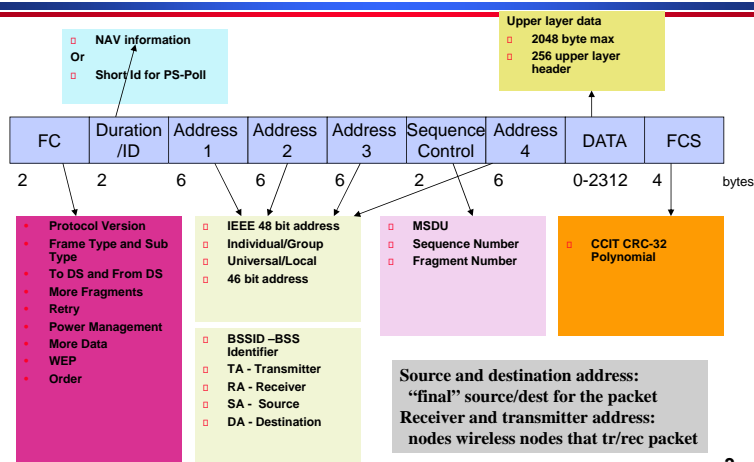 NAV information
Or
Short Id for PS-Poll
Upper layer data
2048 byte max
256 upper layer
header
FC
Duration
/ID
Address
1
Address
2
Address
3
Sequence
Control
Address
4
DATA
FCS
2 2 6 6 6 2 6 0-2312 4 bytes
Protocol Version
Frame Type and Sub
Type
To DS and From DS
More Fragments
Retry
Power Management
More Data
WEP
Order
IEEE 48 bit address
Individual/Group
Universal/Local
46 bit address
BSSID –BSS
Identifier
TA - Transmitter
RA - Receiver
SA - Source
DA - Destination
MSDU
Sequence Number
Fragment Number
CCIT CRC-32
Polynomial
Source and destination address:
“final” source/dest for the packet
Receiver and transmitter address:
nodes wireless nodes that tr/rec packet